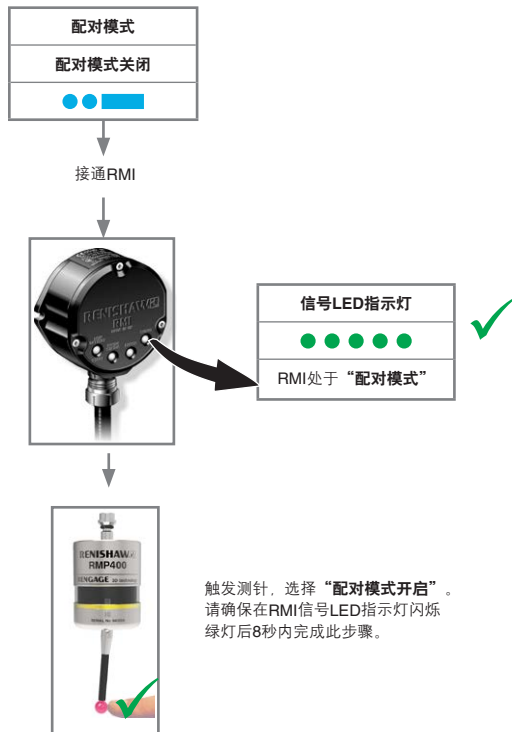 配对模式
配对模式关闭
接通RMI
RENISHAW
RMI
信号LED指示灯
RMI处于“配对模式”
RENISHAW
RMP400
RENGAGE
触发测针，选择“配对模式开启”。
请确保在RMI信号LED指示灯闪烁
绿灯后8秒内完成此步骤。